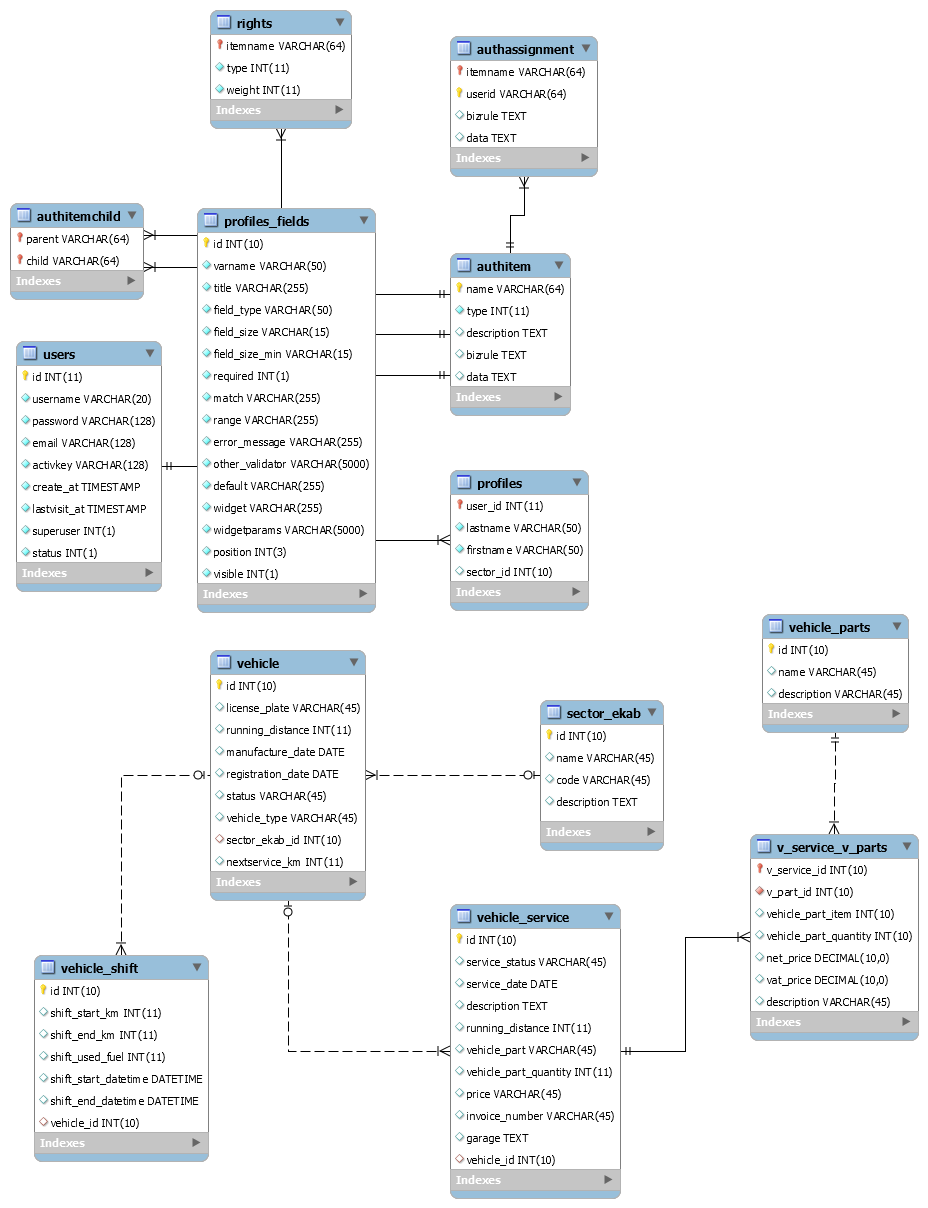 rights
itemname VARCHAR(64)
type INT(11)
weight INT(11)
Indexes
authassignment
itemname VARCHAR(64)
userid VARCHAR(64)
bizrule TEXT
data TEXT
Indexes
authitemchild
parent VARCHAR(64)
child VARCHAR(64)
Indexes
profiles_fields
id INT(10)
varname VARCHAR(50)
title VARCHAR(255)
field_type VARCHAR(50)
field_size VARCHAR(15)
field_size_min VARCHAR(15)
required INT(1)
match VARCHAR(255)
range VARCHAR(255)
error_message VARCHAR(255)
other_validator VARCHAR(5000)
default VARCHAR(255)
widget VARCHAR(255)
widgetparams VARCHAR(5000)
position INT(3)
visible INT(1)
Indexes
authitem
name VARCHAR(64)
type INT(11)
description TEXT
bizrule TEXT
data TEXT
Indexes
users
id INT(11)
username VARCHAR(20)
password VARCHAR(128)
email VARCHAR(128)
activkey VARCHAR(128)
create_at TIMESTAMP
lastvisit_at TIMESTAMP
superuser INT(1)
status INT(1)
Indexes
profiles
user_id INT(11)
lastname VARCHAR(50)
firstname VARCHAR(50)
sector_id INT(10)
Indexes
vehicle_parts
id INT(10)
name VARCHAR(45)
description VARCHAR(45)
Indexes
vehicle
id INT(10)
license_plate VARCHAR(45)
running_distance INT(11)
manufacture_date DATE
registration_date DATE
status VARCHAR(45)
vehicle_type VARCHAR(45)
sector_ekab_id INT(10)
nextservice_km INT(11)
Indexes
sector_ekab
id INT(10)
name VARCHAR(45)
code VARCHAR(45)
description TEXT
Indexes
v_service_v_parts
v_service_id INT(10)
v_part_id INT(10)
vehicle_part_item INT(10)
vehicle_part_quantity INT(10)
net_price DECIMAL(10,0)
vat_price DECIMAL(10,0)
description VARCHAR(45)
Indexes
vehicle_service
id INT(10)
service_status VARCHAR(45)
service_date DATE
description TEXT
running_distance INT(11)
vehicle_part VARCHAR(45)
vehicle_part_quantity INT(11)
price VARCHAR(45)
invoice_number VARCHAR(45)
garage TEXT
vehicle_id INT(10)
Indexes
vehicle_shift
id INT(10)
shift_start_km INT(11)
shift_end_km INT(11)
shift_used_fuel INT(11)
shift_start_datetime DATETIME
shift_end_datetime DATETIME
vehicle_id INT(10)
Indexes